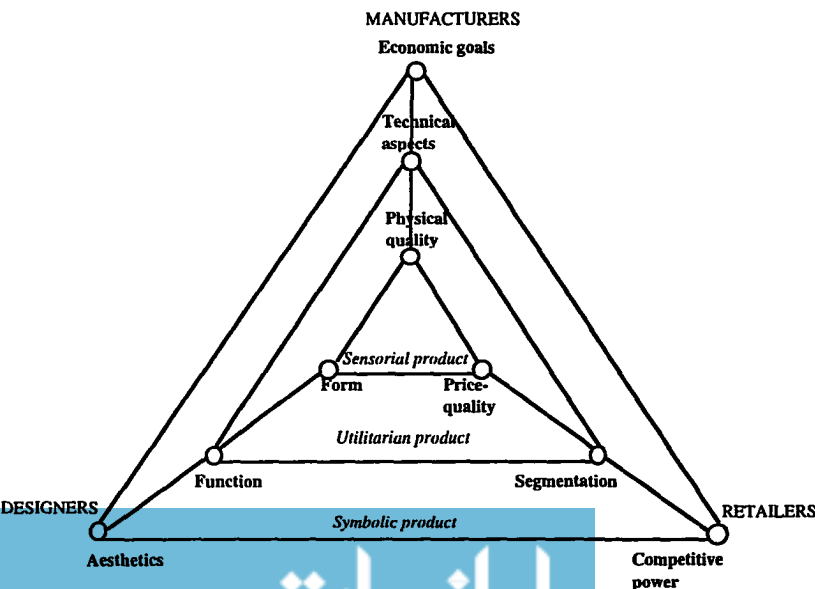 MANUFACTURERS
Economic goals
Technical
aspects
Physical
quality
Sensorial product
Form
Price-
quality
Utilitarian product
Function
Segmentation
DESIGNERS
RETAILERS
Symbolic product
Aesthetics
Competitive
power